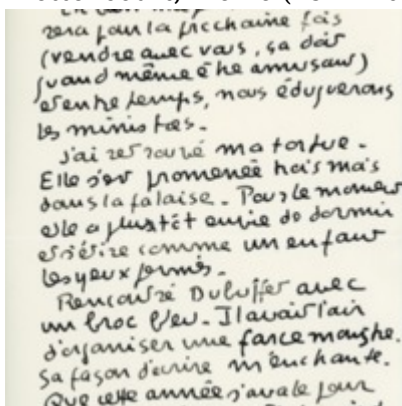 sera pour la prochaine fois
(vendre avec vous, ça doit
quand même être amusant)
et entre temps, nous éduquerons
les ministres.
j'ai retrouvé ma tortue.
Elle s'est promenée trois mois
dans la falaise. Pour le moment
elle a plustôt envie de dormir
et s'étire comme un enfant
les yeux fermés.
Rencontré Dubuffet avec
un broc bleu. Il avait l'air
d'organiser une farce
sa façon d'écrire m'enchante.
Que cette année j'avale pour